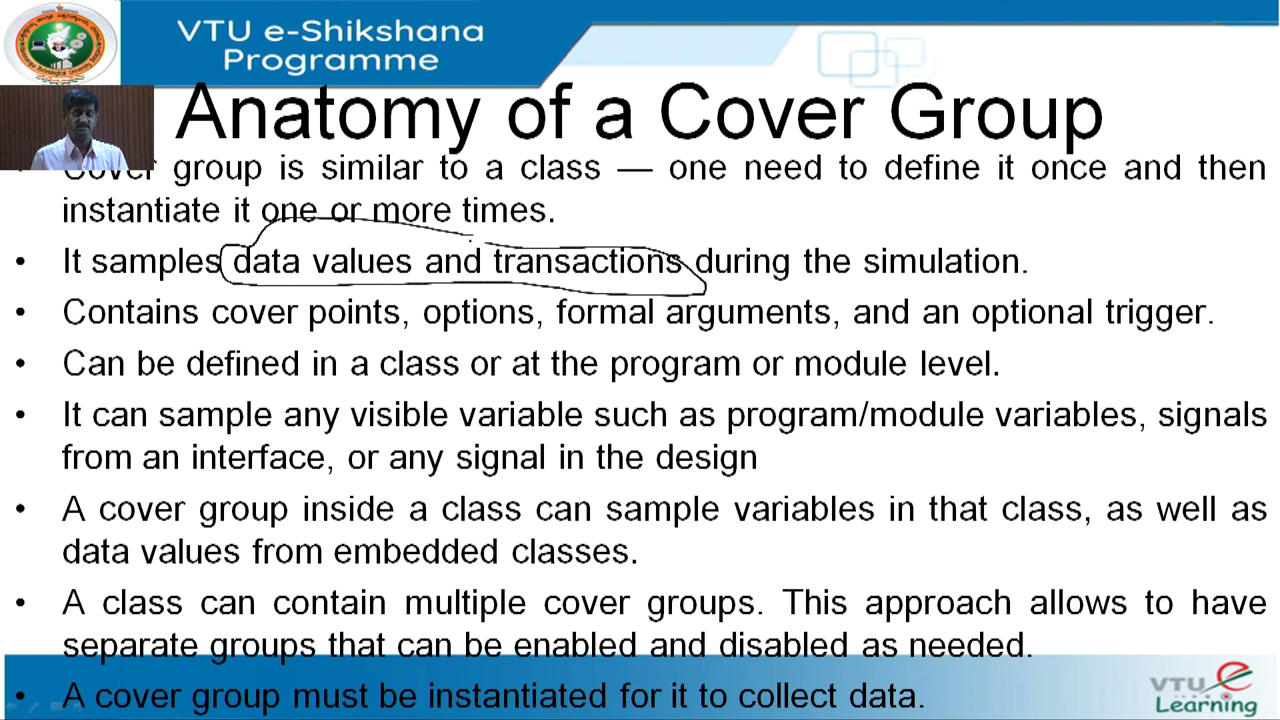 VTU e-Shikshana
Programme
Anatomy of a Cover Group
• Cover group is similar to a class — one need to define it once and then
instantiate it one or more times.
• It samples data values and transactions during the simulation.
• Contains cover points, options, formal arguments, and an optional trigger.
• Can be defined in a class or at the program or module level.
• It can sample any visible variable such as program/module variables, signals
from an interface, or any signal in the design
• A cover group inside a class can sample variables in that class, as well as
data values from embedded classes.
• A class can contain multiple cover groups. This approach allows to have
separate groups that can be enabled and disabled as needed.
• A cover group must be instantiated for it to collect data.
VTU e
Learning